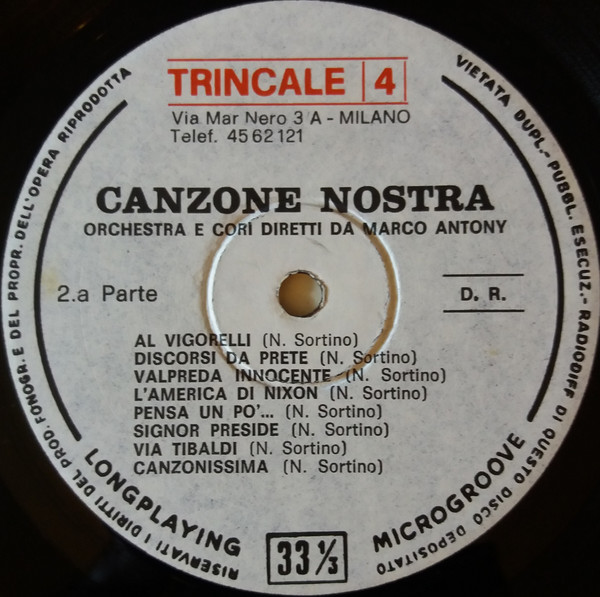 TRINCALE | 4
Via Mar Nero 3 A - MILANO
Telef. 45 62 121
CANZONE NOSTRA
ORCHESTRA E CORI DIRETTI DA MARCO ANTONY
2.a Parte
D. R.
AL VIGORELLI (N. Sortino)
DISCORSI DA PRETE (N. Sortino)
VALPREDA INNOCENTE (N. Sortino)
L'AMERICA DI NIXON (N. Sortino)
PENSA UN PO'... (N. Sortino)
SIGNOR PRESIDE (N. Sortino)
VIA TIBALDI (N. Sortino)
CANZONISSIMA (N. Sortino)
LONGPLAYING
33 1/3
MICROGROOVE
RISERVATI I DIRITTI DEL PROD. FONOGR. E DEL PROPR. DELL'OPERA RIPRODOTTA
VIETATA DUPL.- PUBBL. ESECUZ.- RADIODIFF DI QUESTO DISCO DEPOSITATO